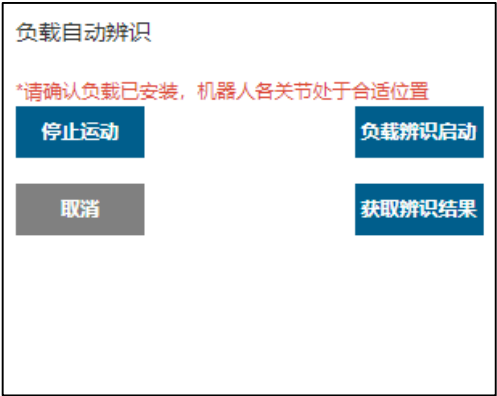 负载自动辨识
*请确认负载已安装，机器人各关节处于合适位置
停止运动 负载辨识启动
取消 获取辨识结果